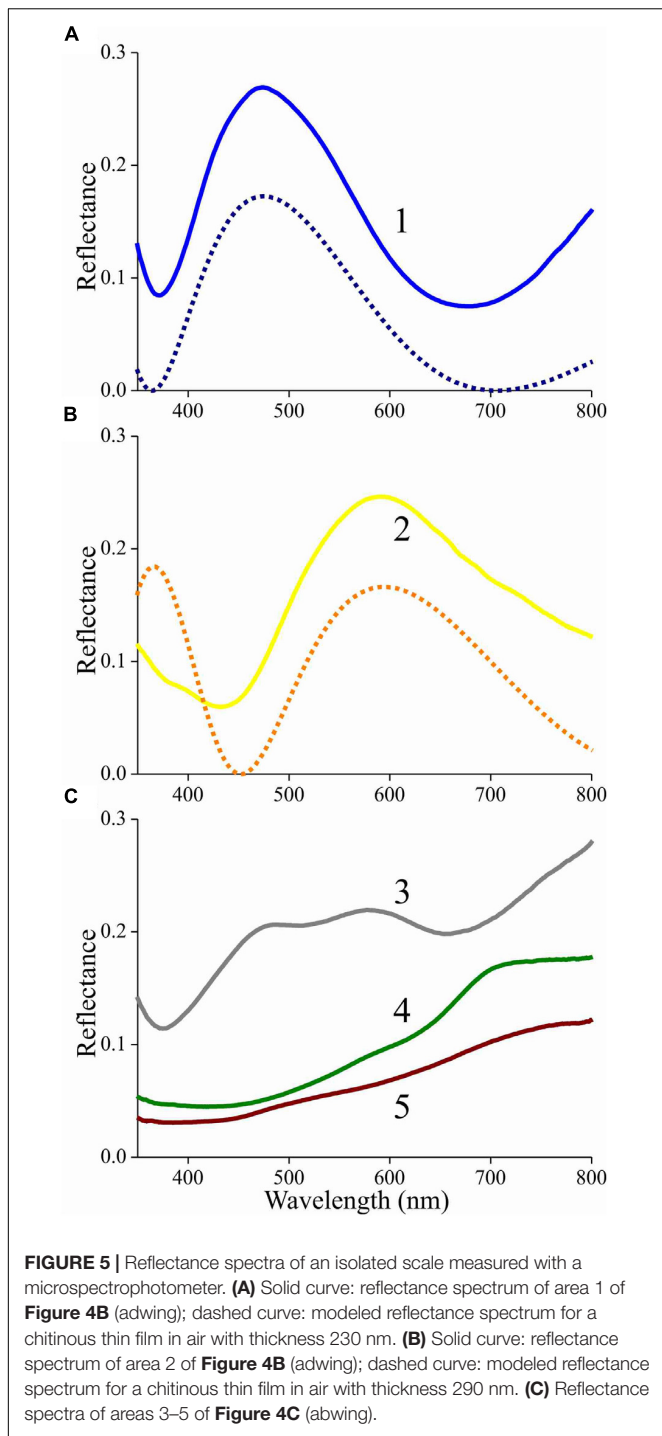 A
0.3
0.2
0.1
0.0
Reflectance
1
400 500 600 700 800
B
0.3
0.2
0.1
0.0
Reflectance
2
400 500 600 700 800
C
0.3
0.2
0.1
0.0
Reflectance
3
4
5
400 500 600 700 800
Wavelength (nm)
FIGURE 5 | Reflectance spectra of an isolated scale measured with a
microspectrophotometer. (A) Solid curve: reflectance spectrum of area 1 of
Figure 4B (adwing); dashed curve: modeled reflectance spectrum for a
chitinous thin film in air with thickness 230 nm. (B) Solid curve: reflectance
spectrum of area 2 of Figure 4B (adwing); dashed curve: modeled reflectance
spectrum for a chitinous thin film in air with thickness 290 nm. (C) Reflectance
spectra of areas 3–5 of Figure 4C (abwing).